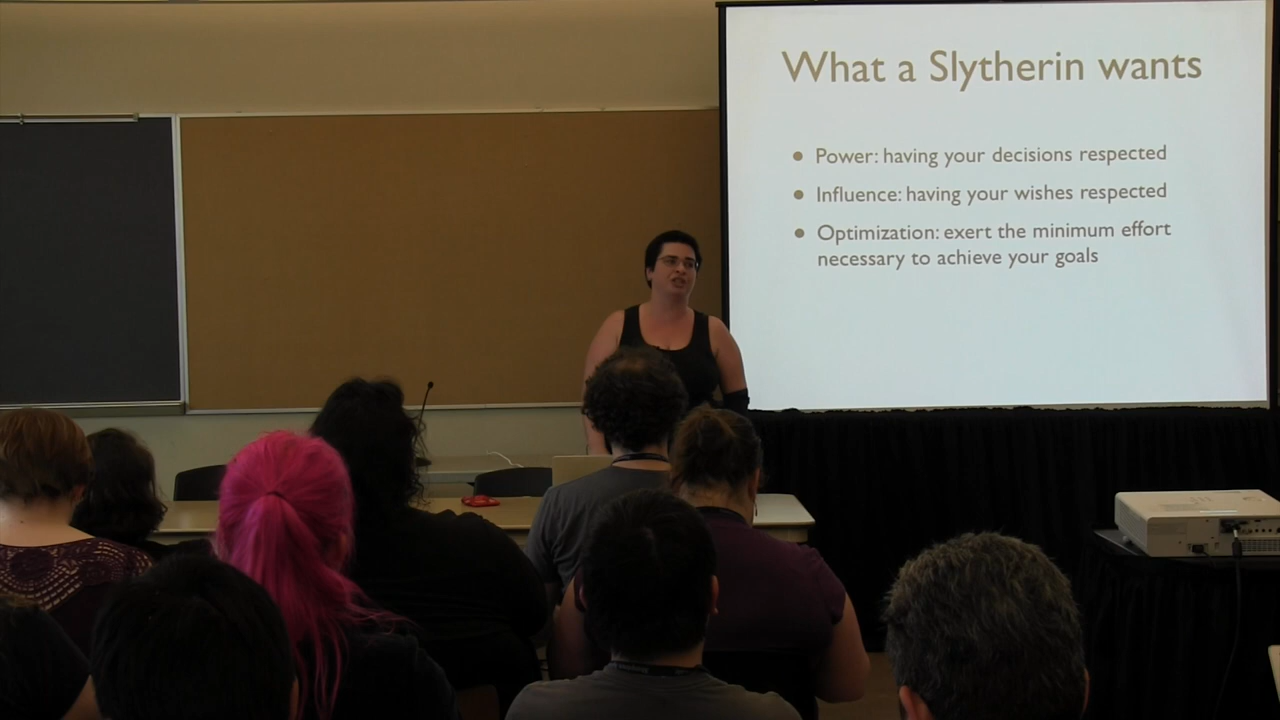 What a Slytherin wants
• Power: having your decisions respected
• Influence: having your wishes respected
• Optimization: exert the minimum effort
necessary to achieve your goals